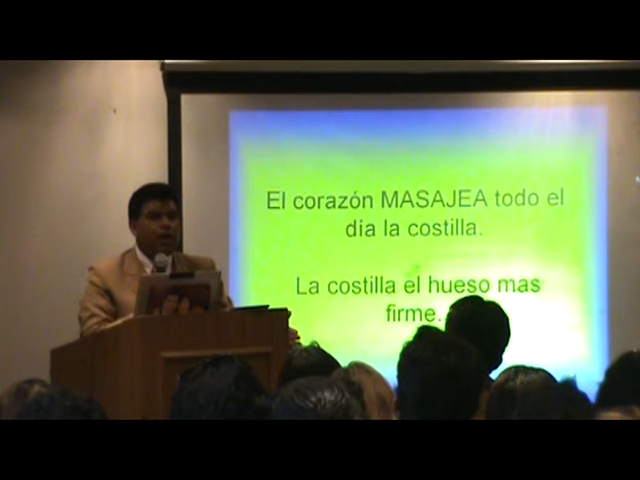 El corazón MASAJEA todo el
día la costilla.
La costilla el hueso mas
firme.